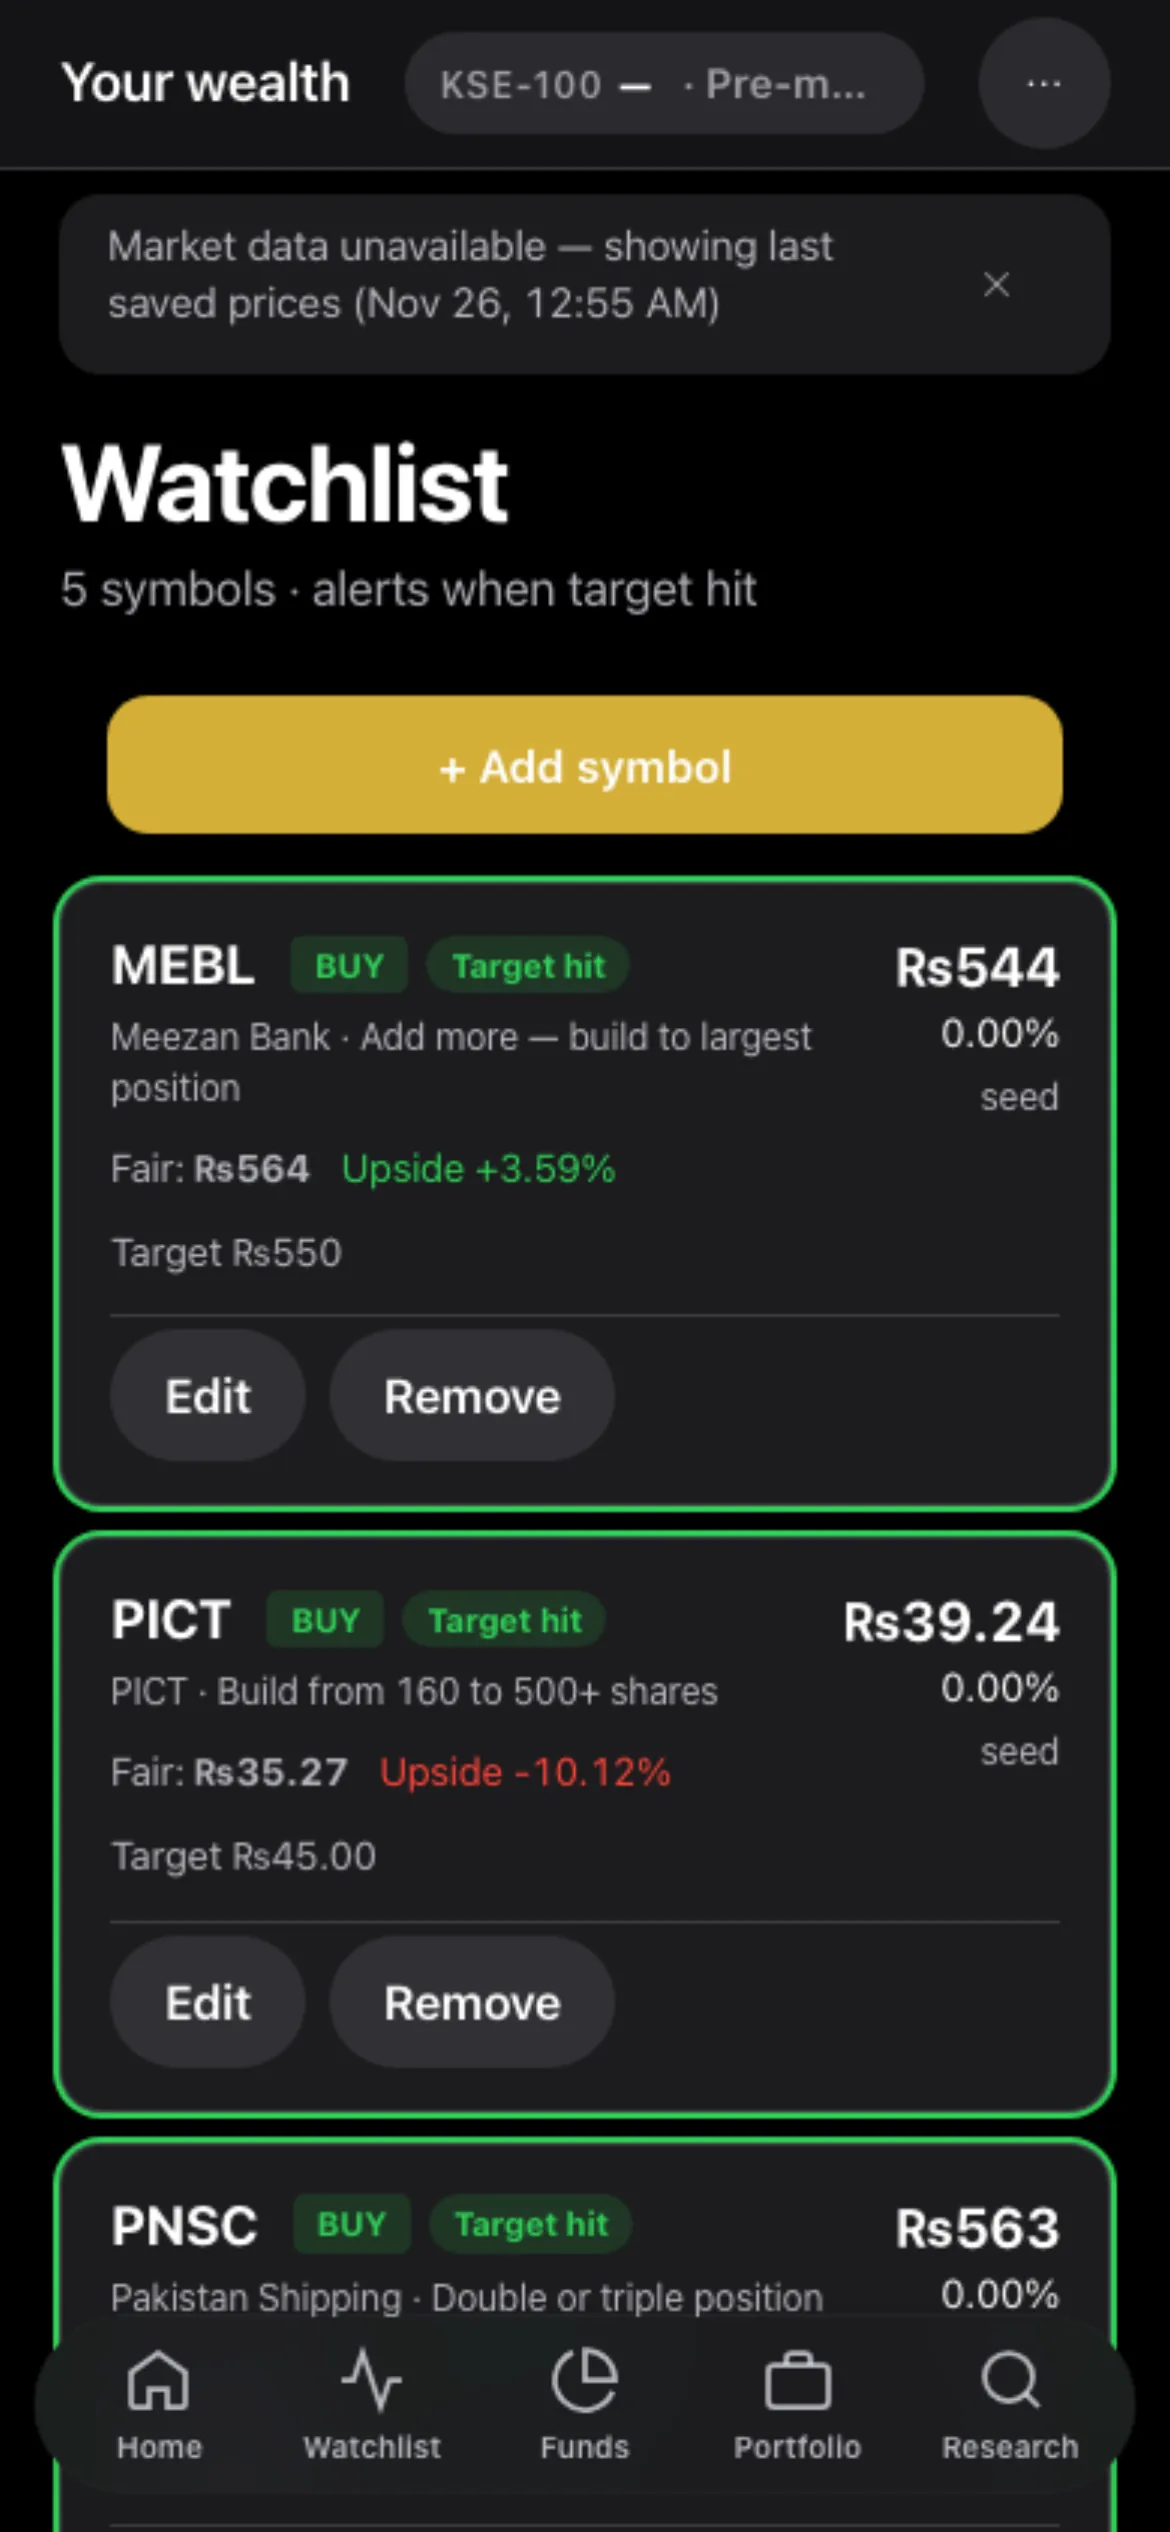 Your wealth
KSE-100 — · Pre-m...
...
Market data unavailable — showing last
saved prices (Nov 26, 12:55 AM)
×
Watchlist
5 symbols · alerts when target hit
+ Add symbol
MEBL BUY Target hit Rs544
Meezan Bank · Add more — build to largest
position
0.00%
seed
Fair: Rs564 Upside +3.59%
Target Rs550
Edit Remove
PICT BUY Target hit Rs39.24
PICT · Build from 160 to 500+ shares
0.00%
seed
Fair: Rs35.27 Upside -10.12%
Target Rs45.00
Edit Remove
PNSC BUY Target hit Rs563
Pakistan Shipping · Double or triple position
0.00%
Home Watchlist Funds Portfolio Research